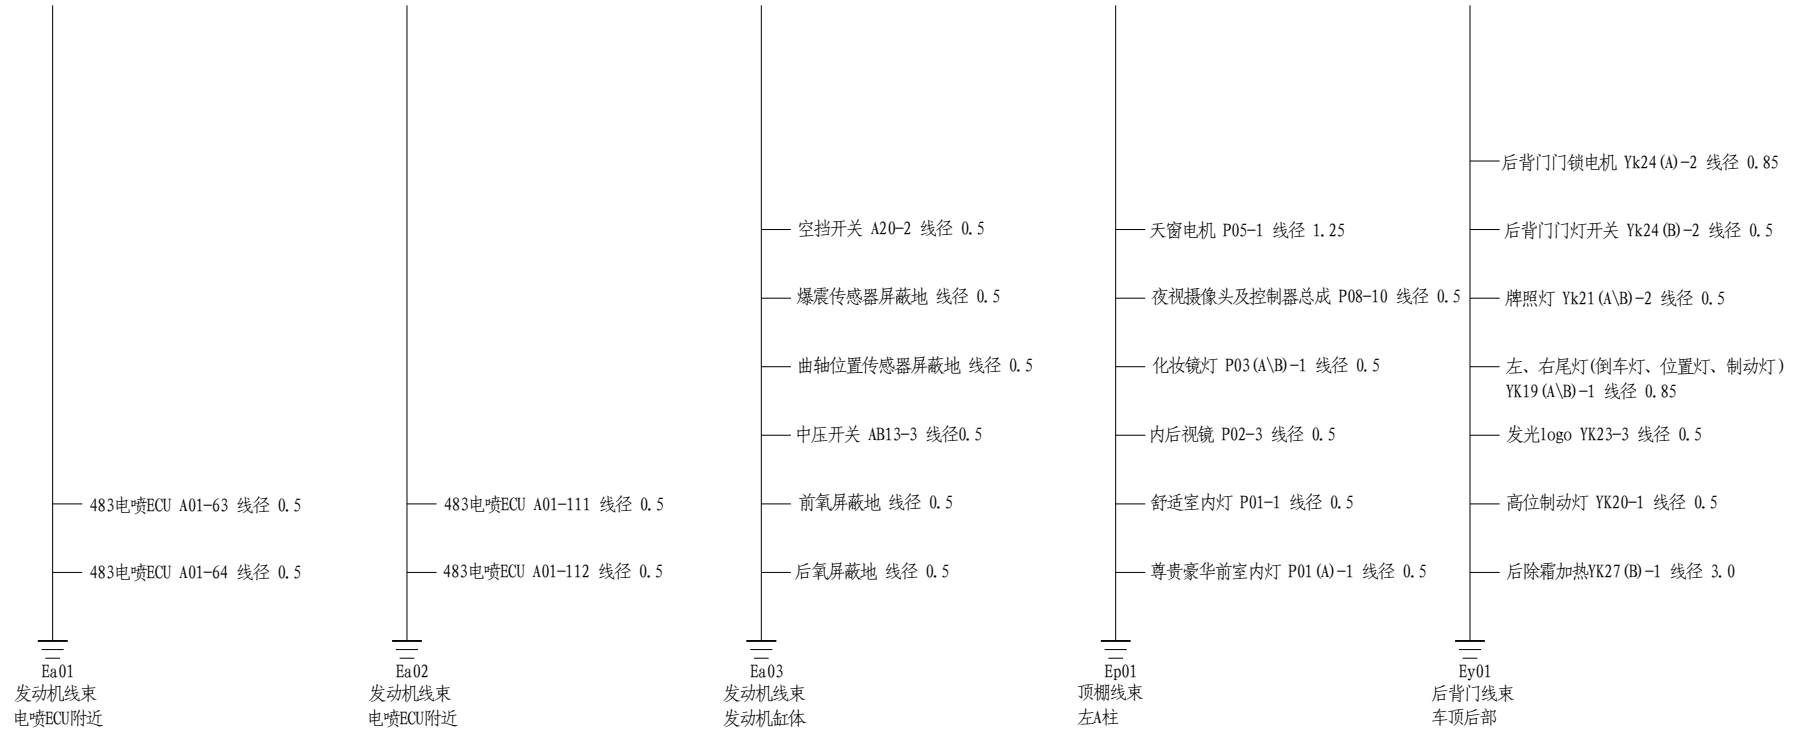 483电喷ECU A01-63 线径 0.5
483电喷ECU A01-64 线径 0.5
Ea01
发动机线束
电喷ECU附近
483电喷ECU A01-111 线径 0.5
483电喷ECU A01-112 线径 0.5
Ea02
发动机线束
电喷ECU附近
空挡开关 A20-2 线径 0.5
爆震传感器屏蔽地 线径 0.5
曲轴位置传感器屏蔽地 线径 0.5
中压开关 AB13-3 线径0.5
前氧屏蔽地 线径 0.5
后氧屏蔽地 线径 0.5
Ea03
发动机线束
发动机缸体
天窗电机 P05-1 线径 1.25
夜视摄像头及控制器总成 P08-10 线径 0.5
化妆镜灯 P03(A\B)-1 线径 0.5
内后视镜 P02-3 线径 0.5
舒适室内灯 P01-1 线径 0.5
尊贵豪华前室内灯 P01(A)-1 线径 0.5
Ep01
顶棚线束
左A柱
后背门门锁电机 Yk24(A)-2 线径 0.85
后背门门灯开关 Yk24(B)-2 线径 0.5
牌照灯 Yk21(A\B)-2 线径 0.5
左、右尾灯(倒车灯、位置灯、制动灯)
YK19(A\B)-1 线径 0.85
发光logo YK23-3 线径 0.5
高位制动灯 YK20-1 线径 0.5
后除霜加热YK27(B)-1 线径 3.0
Ey01
后背门线束
车顶后部